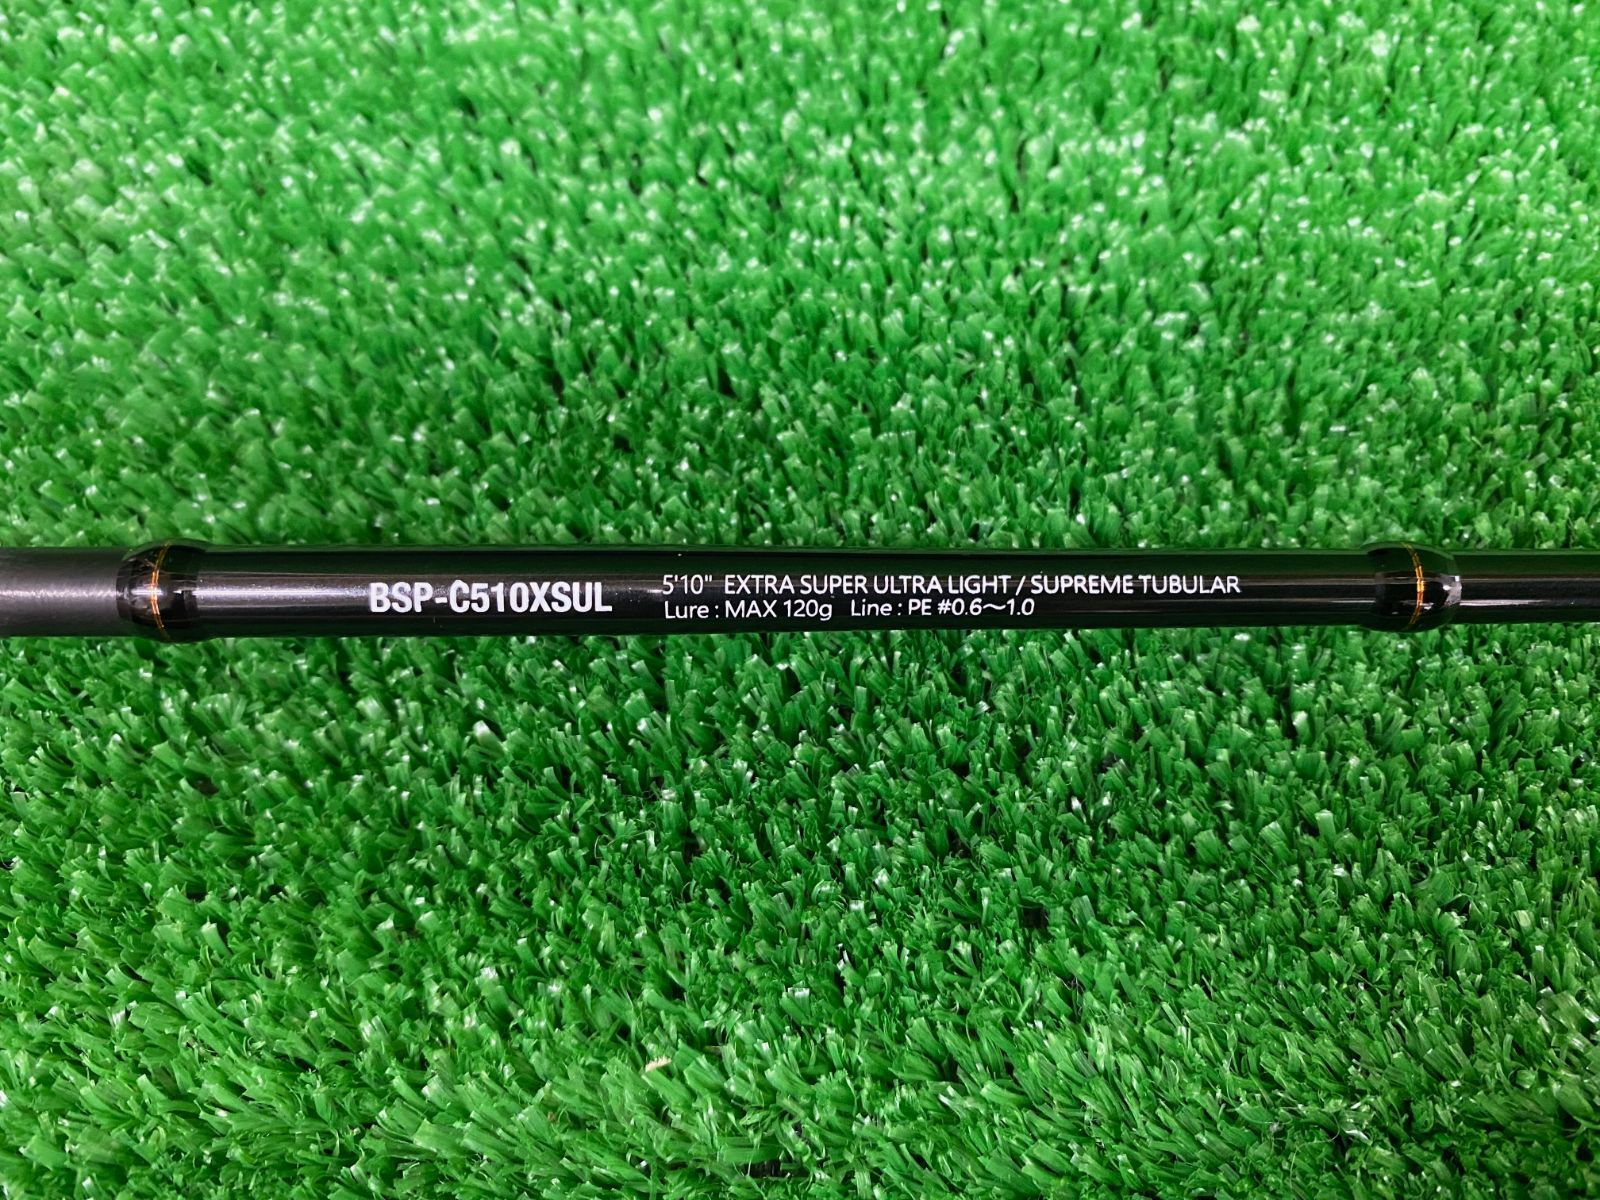 BSP-C510XSUL
5'10" EXTRA SUPER ULTRA LIGHT / SUPREME TUBULAR
Lure : MAX 120g Line : PE #0.6～1.0